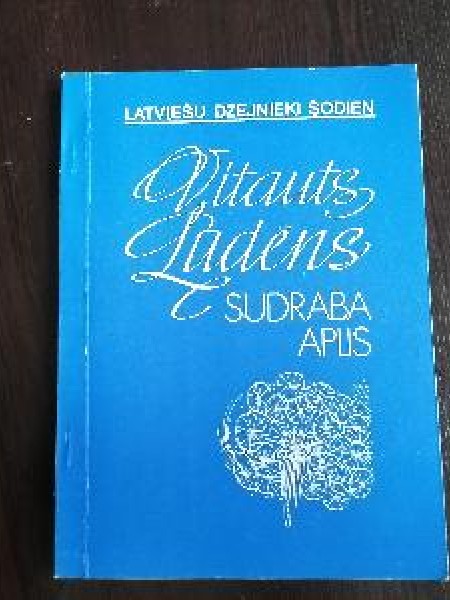 LATVIEŠU DZEJNIEKI ŠODIEN
Vitauts
Ļūdēns
SUDRABA
APLIS